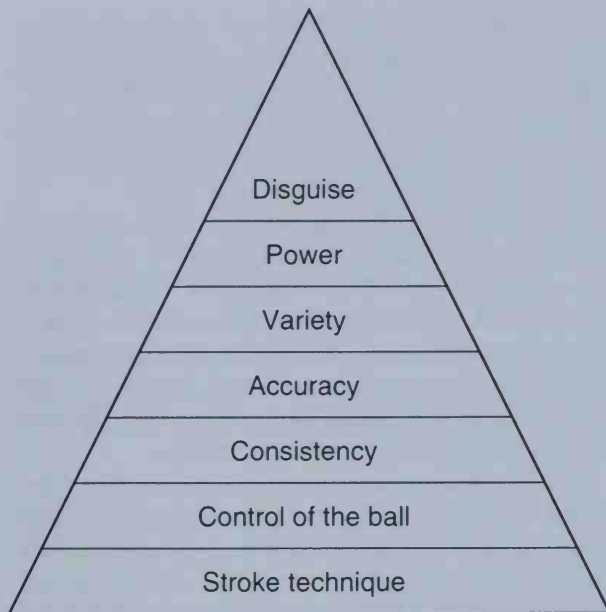 Disguise
Power
Variety
Accuracy
Consistency
Control of the ball
Stroke technique